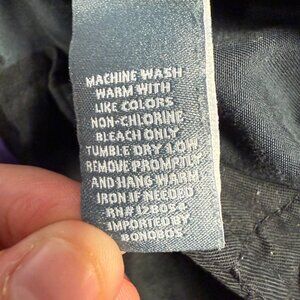 MACHINE WASH
WARM WITH
LIKE COLORS
NON-CHLORINE
BLEACH ONLY
TUMBLE DRY LOW
REMOVE PROMPTLY
AND HANG WARM
IRON IF NEEDED
RN# 128054
IMPORTED BY
BONOBOS